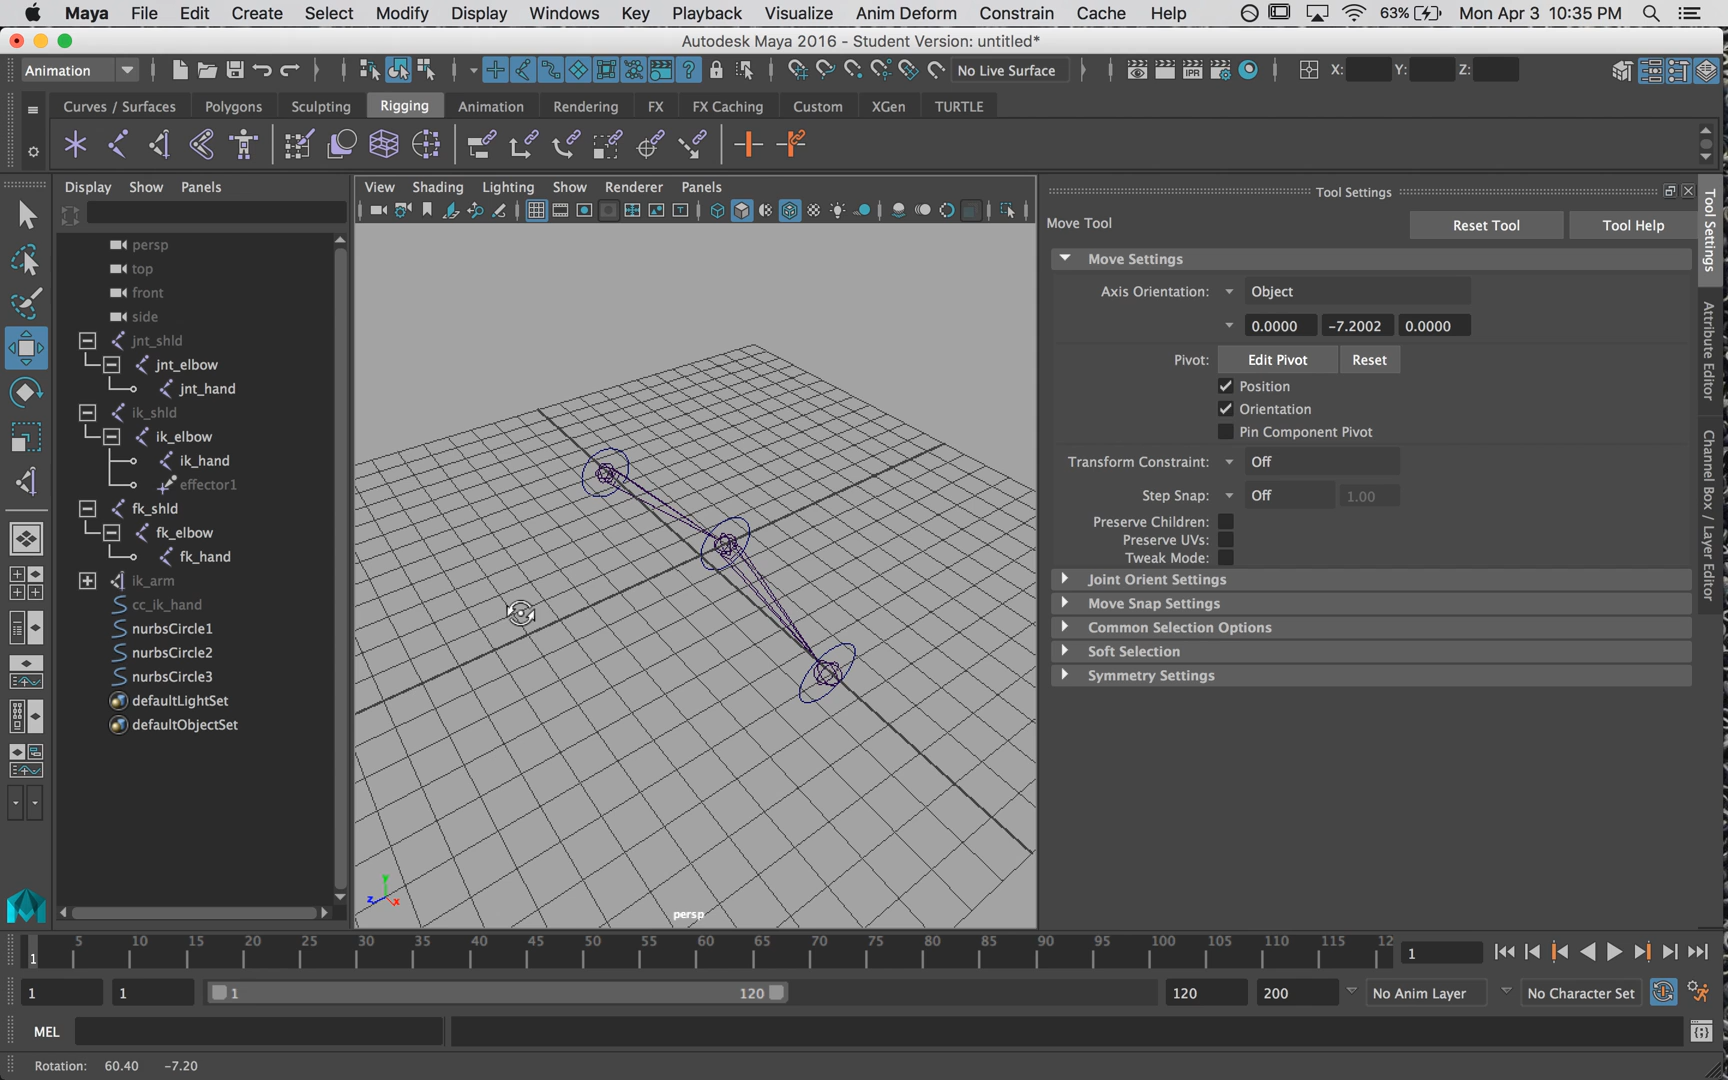 Maya File Edit Create Select Modify Display Windows Key Playback Visualize Anim Deform Constrain Cache Help 63% Mon Apr 3 10:35 PM
Autodesk Maya 2016 - Student Version: untitled*
Animation No Live Surface IPR X: Y: Z:
Curves / Surfaces Polygons Sculpting Rigging Animation Rendering FX FX Caching Custom XGen TURTLE
Display Show Panels
View Shading Lighting Show Renderer Panels
Tool Settings
Move Tool Reset Tool Tool Help
Move Settings
Axis Orientation: Object
0.0000 -7.2002 0.0000
Pivot: Edit Pivot Reset
Position
Orientation
Pin Component Pivot
Transform Constraint: Off
Step Snap: Off 1.00
Preserve Children:
Preserve UVs:
Tweak Mode:
Joint Orient Settings
Move Snap Settings
Common Selection Options
Soft Selection
Symmetry Settings
Tool Settings
Attribute Editor
Channel Box / Layer Editor
persp
top
front
side
jnt_shld
jnt_elbow
jnt_hand
ik_shld
ik_elbow
ik_hand
effector1
fk_shld
fk_elbow
fk_hand
ik_arm
cc_ik_hand
nurbsCircle1
nurbsCircle2
nurbsCircle3
defaultLightSet
defaultObjectSet
y
z x
persp
5 10 15 20 25 30 35 40 45 50 55 60 65 70 75 80 85 90 95 100 105 110 115 12
1 1
1 1 1 120 120 200 No Anim Layer No Character Set
MEL
Rotation: 60.40 -7.20